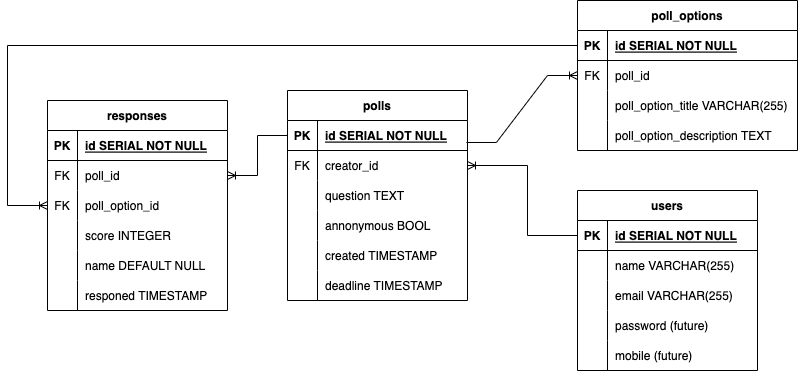 poll_options
PK id SERIAL NOT NULL
FK poll_id
poll_option_title VARCHAR(255)
poll_option_description TEXT
responses
PK id SERIAL NOT NULL
FK poll_id
FK poll_option_id
score INTEGER
name DEFAULT NULL
responed TIMESTAMP
polls
PK id SERIAL NOT NULL
FK creator_id
question TEXT
annonymous BOOL
created TIMESTAMP
deadline TIMESTAMP
users
PK id SERIAL NOT NULL
name VARCHAR(255)
email VARCHAR(255)
password (future)
mobile (future)